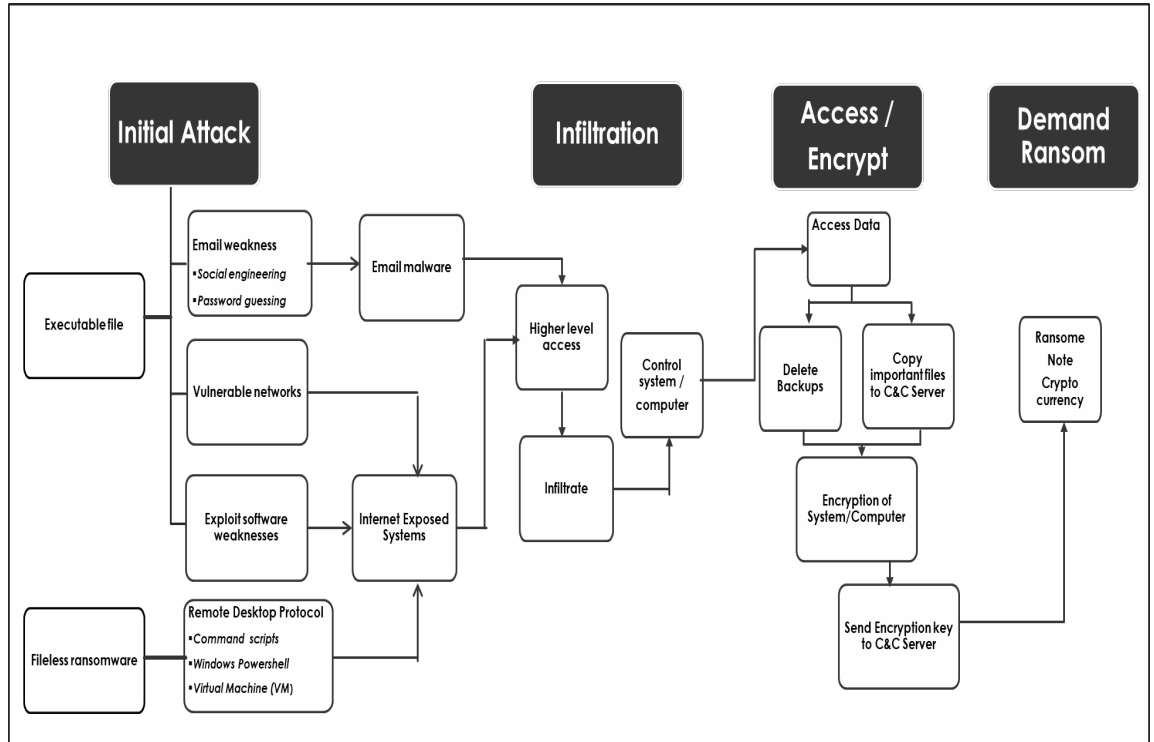 Initial Attack
Infiltration
Access /
Encrypt
Demand
Ransom
Executable file
Email weakness
▪Social engineering
▪Password guessing
Email malware
Vulnerable networks
Exploit software
weaknesses
Internet Exposed
Systems
Fileless ransomware
Remote Desktop Protocol
▪Command scripts
▪Windows Powershell
▪Virtual Machine (VM)
Higher level
access
Infiltrate
Control
system /
computer
Access Data
Delete
Backups
Copy
important files
to C&C Server
Encryption of
System/Computer
Send Encryption key
to C&C Server
Ransome
Note
Crypto
currency